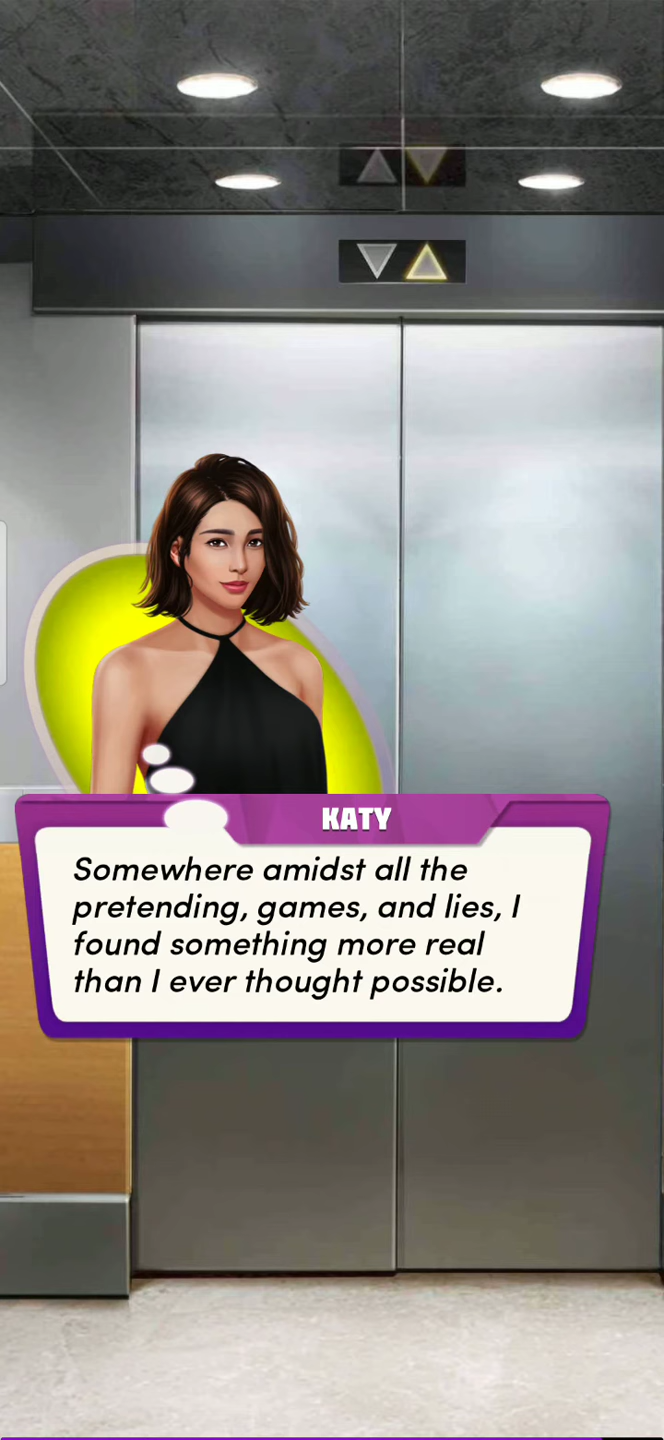 KATY
Somewhere amidst all the
pretending, games, and lies, I
found something more real
than I ever thought possible.